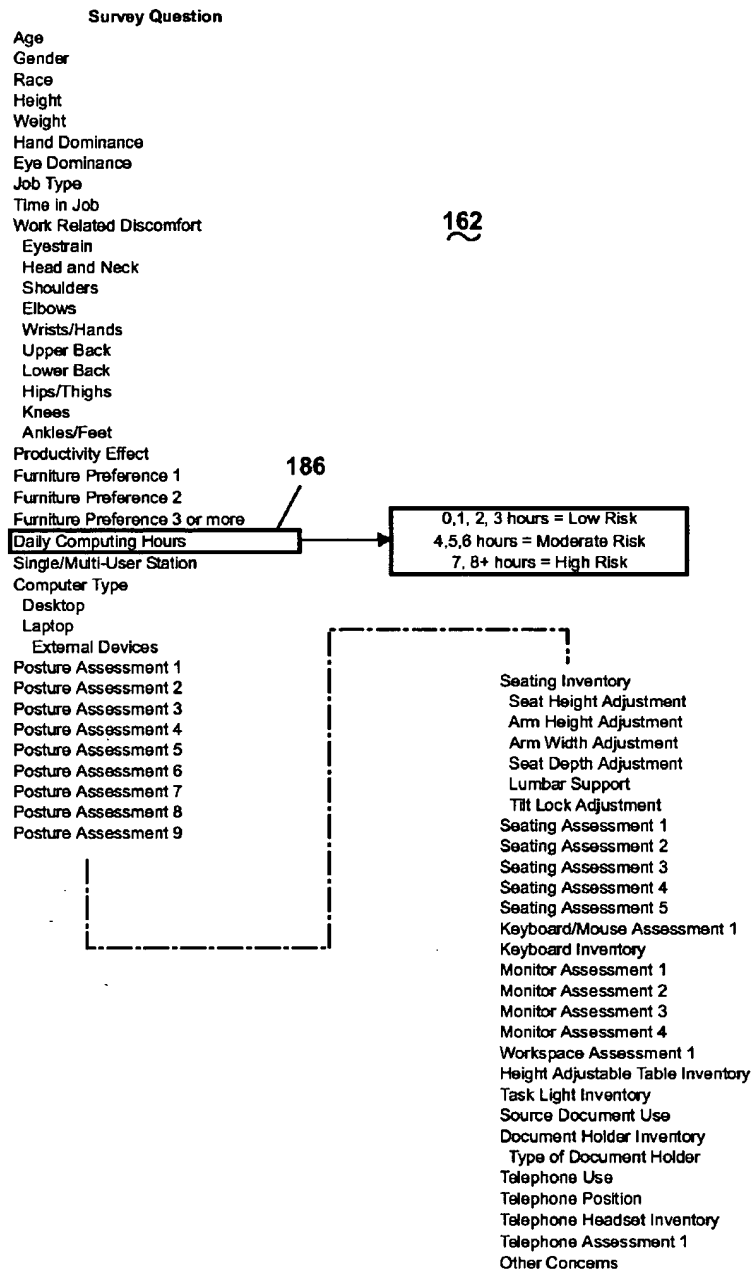 Survey Question
Age
Gender
Race
Height
Weight
Hand Dominance
Eye Dominance
Job Type
Time in Job
Work Related Discomfort
Eyestrain
Head and Neck
Shoulders
Elbows
Wrists/Hands
Upper Back
Lower Back
Hips/Thighs
Knees
Ankles/Feet
Productivity Effect
Furniture Preference 1
Furniture Preference 2
Furniture Preference 3 or more
Daily Computing Hours
Single/Multi-User Station
Computer Type
Desktop
Laptop
External Devices
Posture Assessment 1
Posture Assessment 2
Posture Assessment 3
Posture Assessment 4
Posture Assessment 5
Posture Assessment 6
Posture Assessment 7
Posture Assessment 8
Posture Assessment 9
162
186
0,1, 2, 3 hours = Low Risk
4,5,6 hours = Moderate Risk
7, 8+ hours = High Risk
Seating Inventory
Seat Height Adjustment
Arm Height Adjustment
Arm Width Adjustment
Seat Depth Adjustment
Lumbar Support
Tilt Lock Adjustment
Seating Assessment 1
Seating Assessment 2
Seating Assessment 3
Seating Assessment 4
Seating Assessment 5
Keyboard/Mouse Assessment 1
Keyboard Inventory
Monitor Assessment 1
Monitor Assessment 2
Monitor Assessment 3
Monitor Assessment 4
Workspace Assessment 1
Height Adjustable Table Inventory
Task Light Inventory
Source Document Use
Document Holder Inventory
Type of Document Holder
Telephone Use
Telephone Position
Telephone Headset Inventory
Telephone Assessment 1
Other Concerns